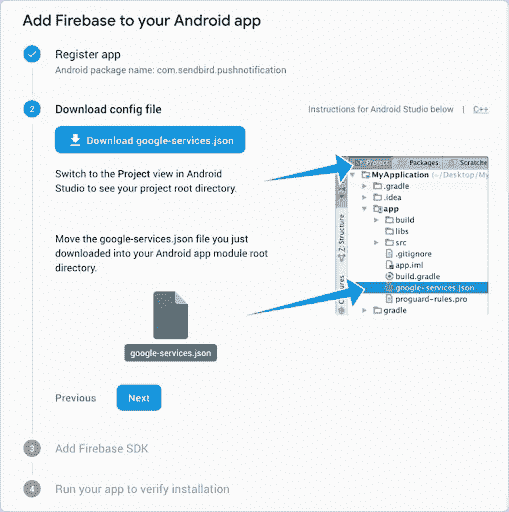 Add Firebase to your Android app
Register app
Android package name: com.sendbird.pushnotification
2 Download config file
Instructions for Android Studio below | C++
Download google-services.json
Switch to the Project view in Android
Studio to see your project root directory.
Move the google-services.json file you just
downloaded into your Android app module root
directory.
google-services.json
Project Packages Scratche
MyApplication (~/Desktop/My
.gradle
.idea
app
build
libs
src
.gitignore
app.iml
build.gradle
google-services.json
proguard-rules.pro
gradle
Z: Structure
tures
Previous Next
3 Add Firebase SDK
4 Run your app to verify installation